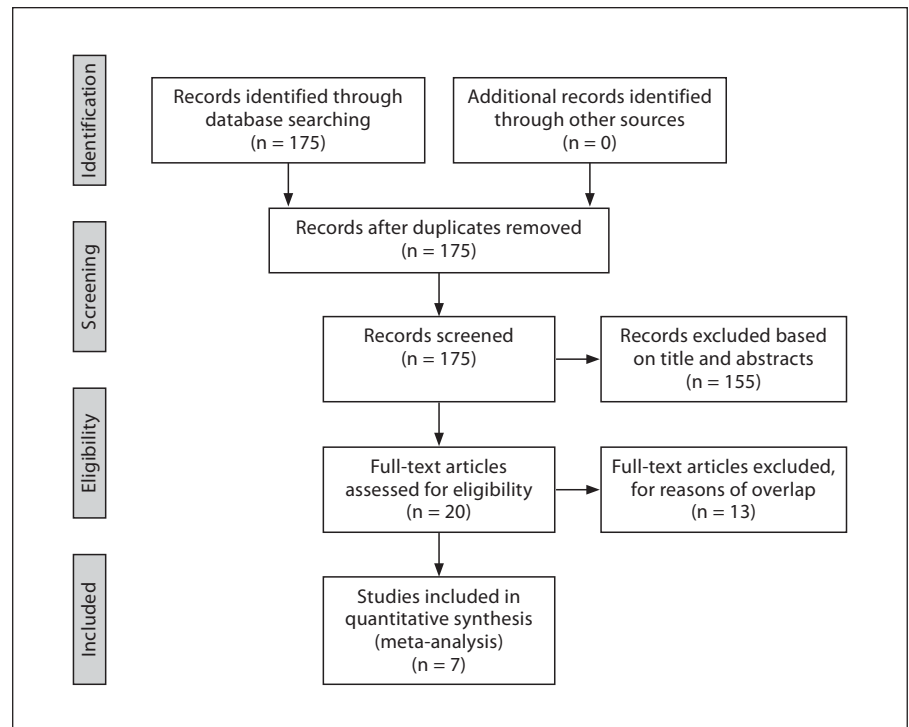 Identification
Records identified through
database searching
(n = 175)
Additional records identified
through other sources
(n = 0)
Screening
Records after duplicates removed
(n = 175)
Records screened
(n = 175)
Records excluded based
on title and abstracts
(n = 155)
Eligibility
Full-text articles
assessed for eligibility
(n = 20)
Full-text articles excluded,
for reasons of overlap
(n = 13)
Included
Studies included in
quantitative synthesis
(meta-analysis)
(n = 7)